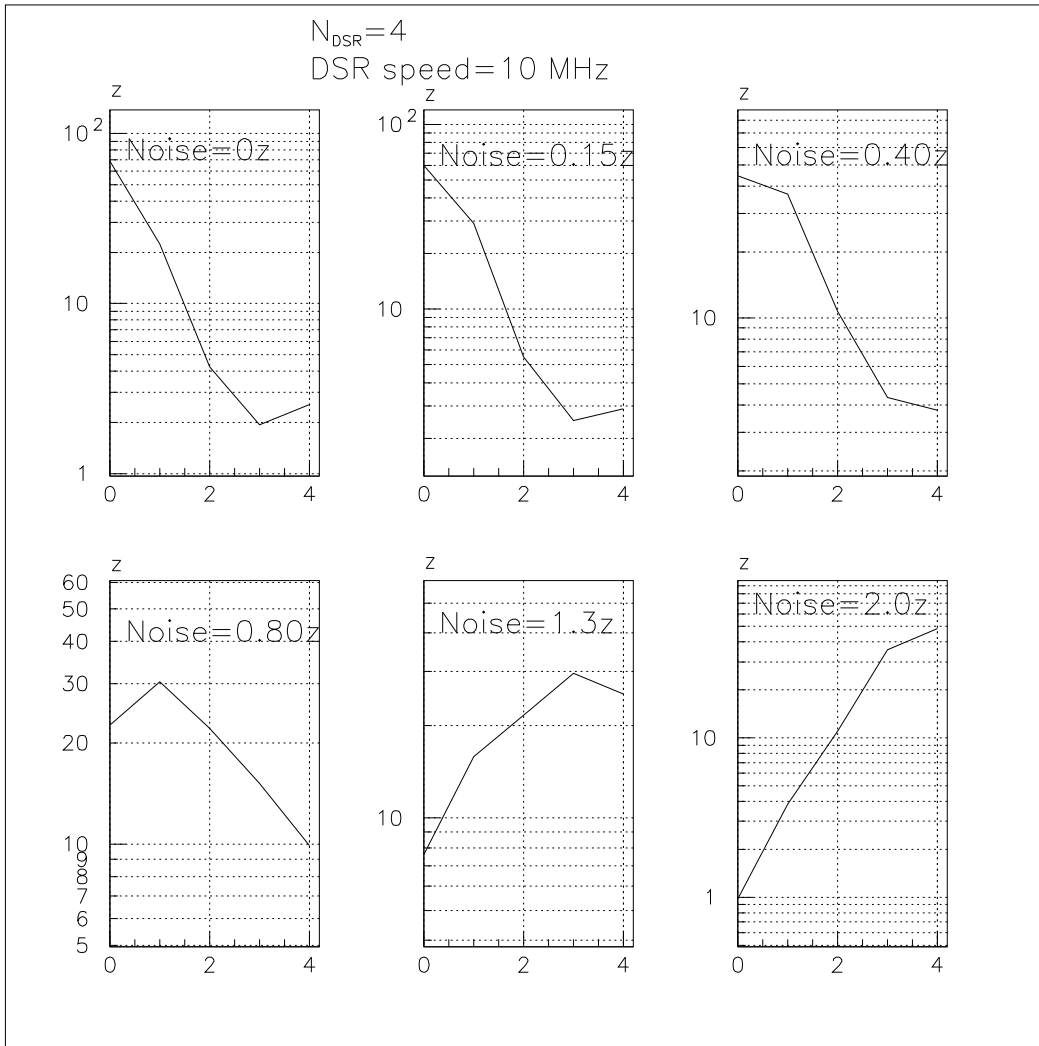 N_DSR=4
DSR speed=10 MHz
z
10^2
10
1
Noise=0z
0 2 4
z
10^2
10
Noise=0.15z
0 2 4
z
10
Noise=0.40z
0 2 4
z
60
50
40
30
20
10
9
8
7
6
5
Noise=0.80z
0 2 4
z
10
Noise=1.3z
0 2 4
z
10
1
Noise=2.0z
0 2 4